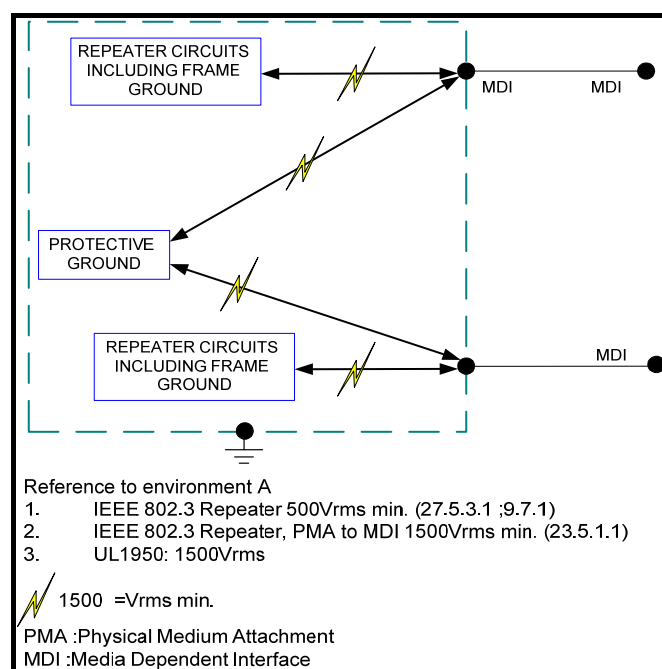 REPEATER CIRCUITS
INCLUDING FRAME
GROUND
MDI
MDI
PROTECTIVE
GROUND
REPEATER CIRCUITS
INCLUDING FRAME
GROUND
MDI
Reference to environment A
1. IEEE 802.3 Repeater 500Vrms min. (27.5.3.1 ;9.7.1)
2. IEEE 802.3 Repeater, PMA to MDI 1500Vrms min. (23.5.1.1)
3. UL1950: 1500Vrms
1500 =Vrms min.
PMA :Physical Medium Attachment
MDI :Media Dependent Interface